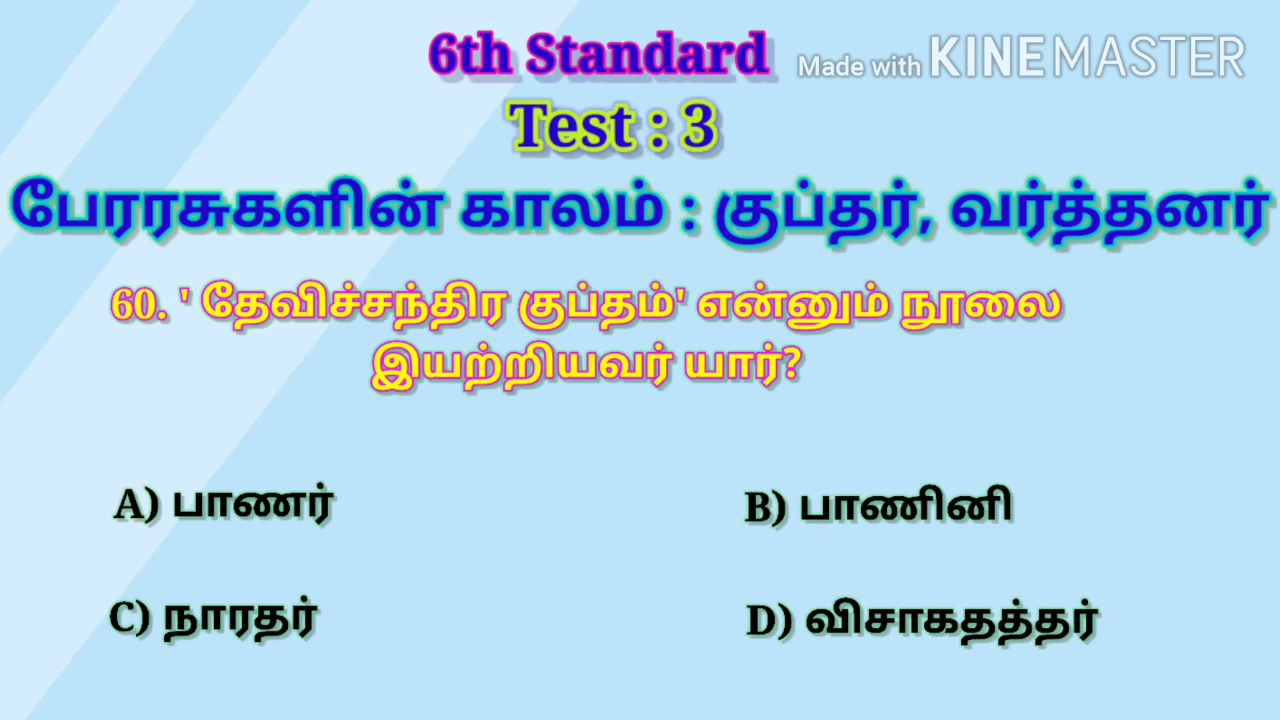 6th Standard
Made with KINEMASTER
Test : 3
பேரரசுகளின் காலம் : குப்தர், வர்த்தனர்
60. ' தேவிச்சந்திர குப்தம்' என்னும் நூலை
இயற்றியவர் யார்?
A) பாணர்
B) பாணினி
C) நாரதர்
D) விசாகதத்தர்